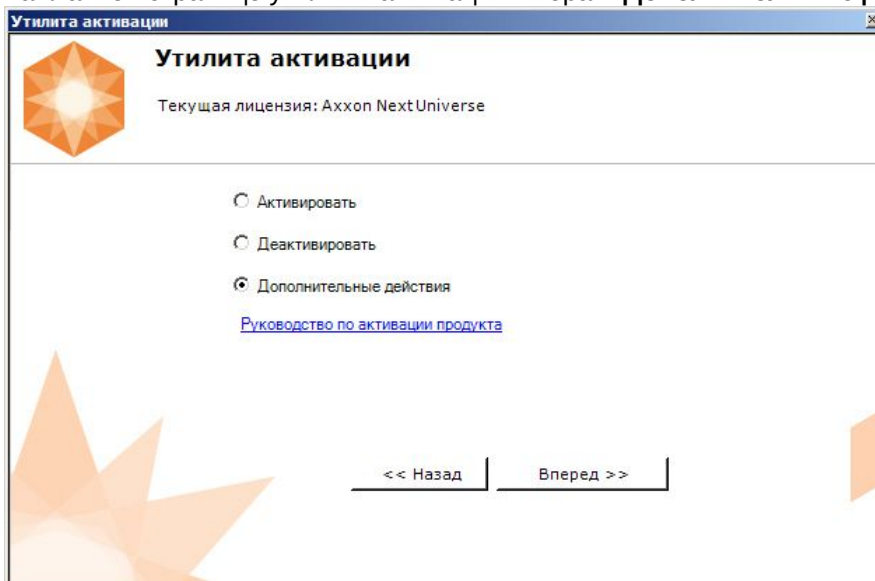 Утилита активации
Утилита активации
Текущая лицензия: Axxon Next Universe
Активировать
Деактивировать
Дополнительные действия
Руководство по активации продукта
<< Назад
Вперед >>